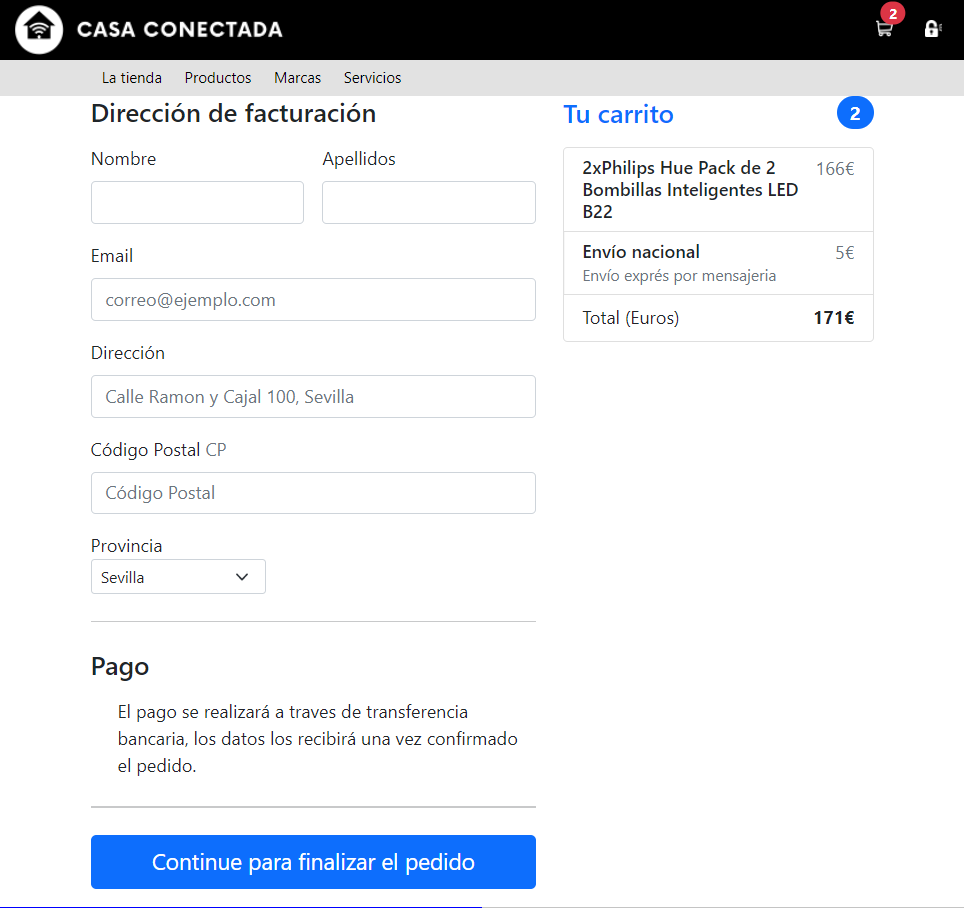 CASA CONECTADA
2
La tienda Productos Marcas Servicios
Dirección de facturación
Nombre Apellidos
Email
correo@ejemplo.com
Dirección
Calle Ramon y Cajal 100, Sevilla
Código Postal CP
Código Postal
Provincia
Sevilla
Pago
El pago se realizará a traves de transferencia
bancaria, los datos los recibirá una vez confirmado
el pedido.
Continue para finalizar el pedido
Tu carrito 2
2xPhilips Hue Pack de 2 166€
Bombillas Inteligentes LED
B22
Envío nacional 5€
Envío exprés por mensajeria
Total (Euros) 171€